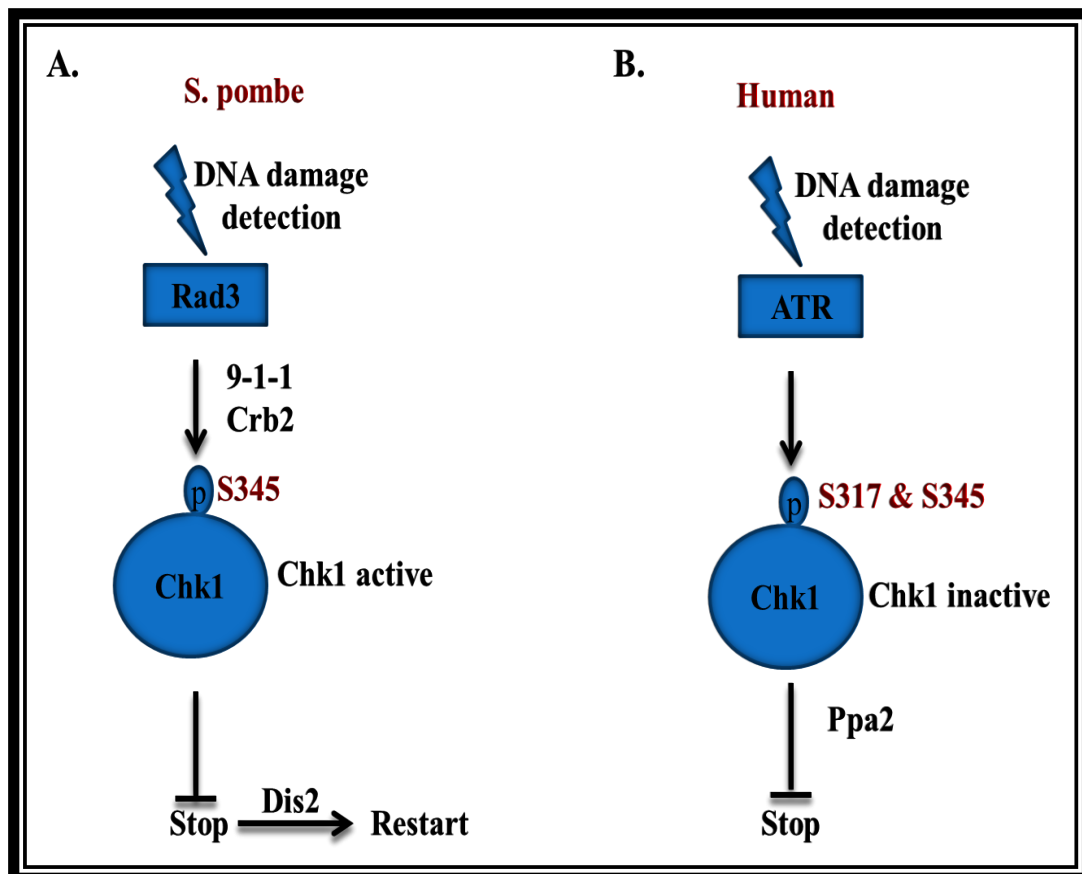 A.
S. pombe
DNA damage
detection
Rad3
9-1-1
Crb2
p
S345
Chk1
Chk1 active
Stop
Dis2
Restart
B.
Human
DNA damage
detection
ATR
p
S317 & S345
Chk1
Chk1 inactive
Ppa2
Stop